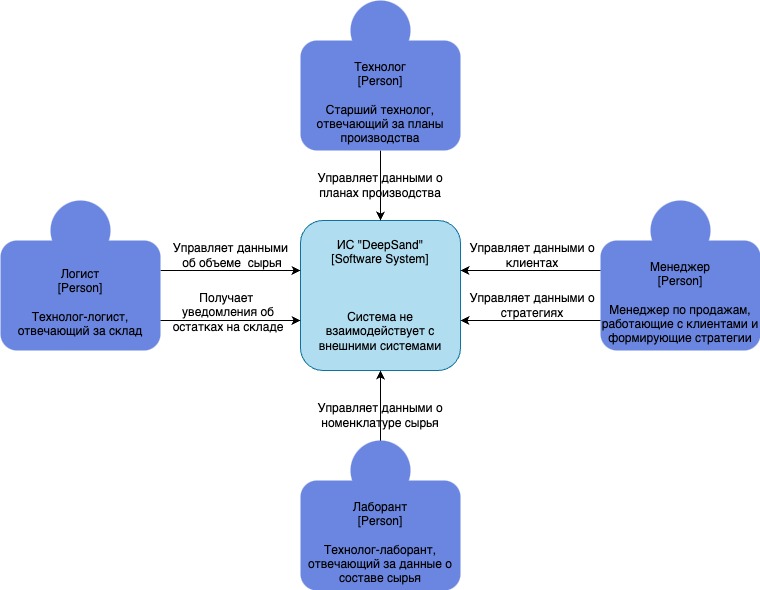 Технолог
[Person]
Старший технолог,
отвечающий за планы
производства
Управляет данными о
планах производства
Логист
[Person]
Технолог-логист,
отвечающий за склад
Управляет данными
об объеме сырья
Получает
уведомления об
остатках на складе
ИС "DeepSand"
[Software System]
Система не
взаимодействует с
внешними системами
Управляет данными о
клиентах
Управляет данными о
стратегиях
Менеджер
[Person]
Менеджер по продажам,
работающие с клиентами и
формирующие стратегии
Управляет данными о
номенклатуре сырья
Лаборант
[Person]
Технолог-лаборант,
отвечающий за данные о
составе сырья